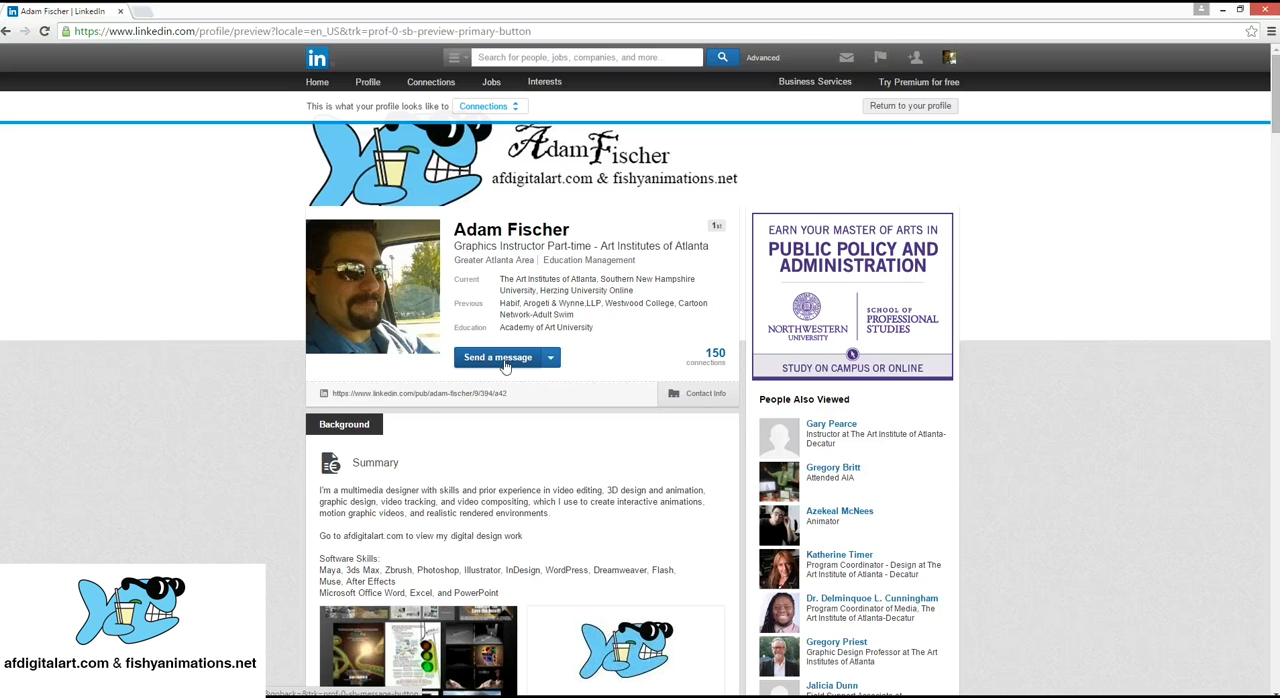 Adam Fischer | LinkedIn
https://www.linkedin.com/profile/preview?locale=en_US&trk=prof-0-sb-preview-primary-button
in
Search for people, jobs, companies, and more...
Advanced
Home Profile Connections Jobs Interests
Business Services Try Premium for free
This is what your profile looks like to Connections
Return to your profile
AdamFischer
afdigitalart.com & fishyanimations.net
Adam Fischer
1st
Graphics Instructor Part-time - Art Institutes of Atlanta
Greater Atlanta Area | Education Management
Current The Art Institutes of Atlanta, Southern New Hampshire
University, Herzing University Online
Previous Habif, Arogeti & Wynne,LLP, Westwood College, Cartoon
Network-Adult Swim
Education Academy of Art University
Send a message
150
connections
https://www.linkedin.com/pub/adam-fischer/9/394/a42
Contact Info
Background
Summary
I'm a multimedia designer with skills and prior experience in video editing, 3D design and animation,
graphic design, video tracking, and video compositing, which I use to create interactive animations,
motion graphic videos, and realistic rendered environments.
Go to afdigitalart.com to view my digital design work
Software Skills:
Maya, 3ds Max, Zbrush, Photoshop, Illustrator, InDesign, WordPress, Dreamweaver, Flash,
Muse, After Effects
Microsoft Office Word, Excel, and PowerPoint
EARN YOUR MASTER OF ARTS IN
PUBLIC POLICY AND
ADMINISTRATION
NORTHWESTERN
UNIVERSITY
SCHOOL OF
PROFESSIONAL
STUDIES
STUDY ON CAMPUS OR ONLINE
People Also Viewed
Gary Pearce
Instructor at The Art Institute of Atlanta-
Decatur
Gregory Britt
Attended AIA
Azekeal McNees
Animator
Katherine Timer
Program Coordinator - Design at The
Art Institute of Atlanta - Decatur
Dr. Delminquoe L. Cunningham
Program Coordinator of Media, The
Art Institute of Atlanta-Decatur
Gregory Priest
Graphic Design Professor at The Art
Institutes of Atlanta
Jalicia Dunn
afdigitalart.com & fishyanimations.net